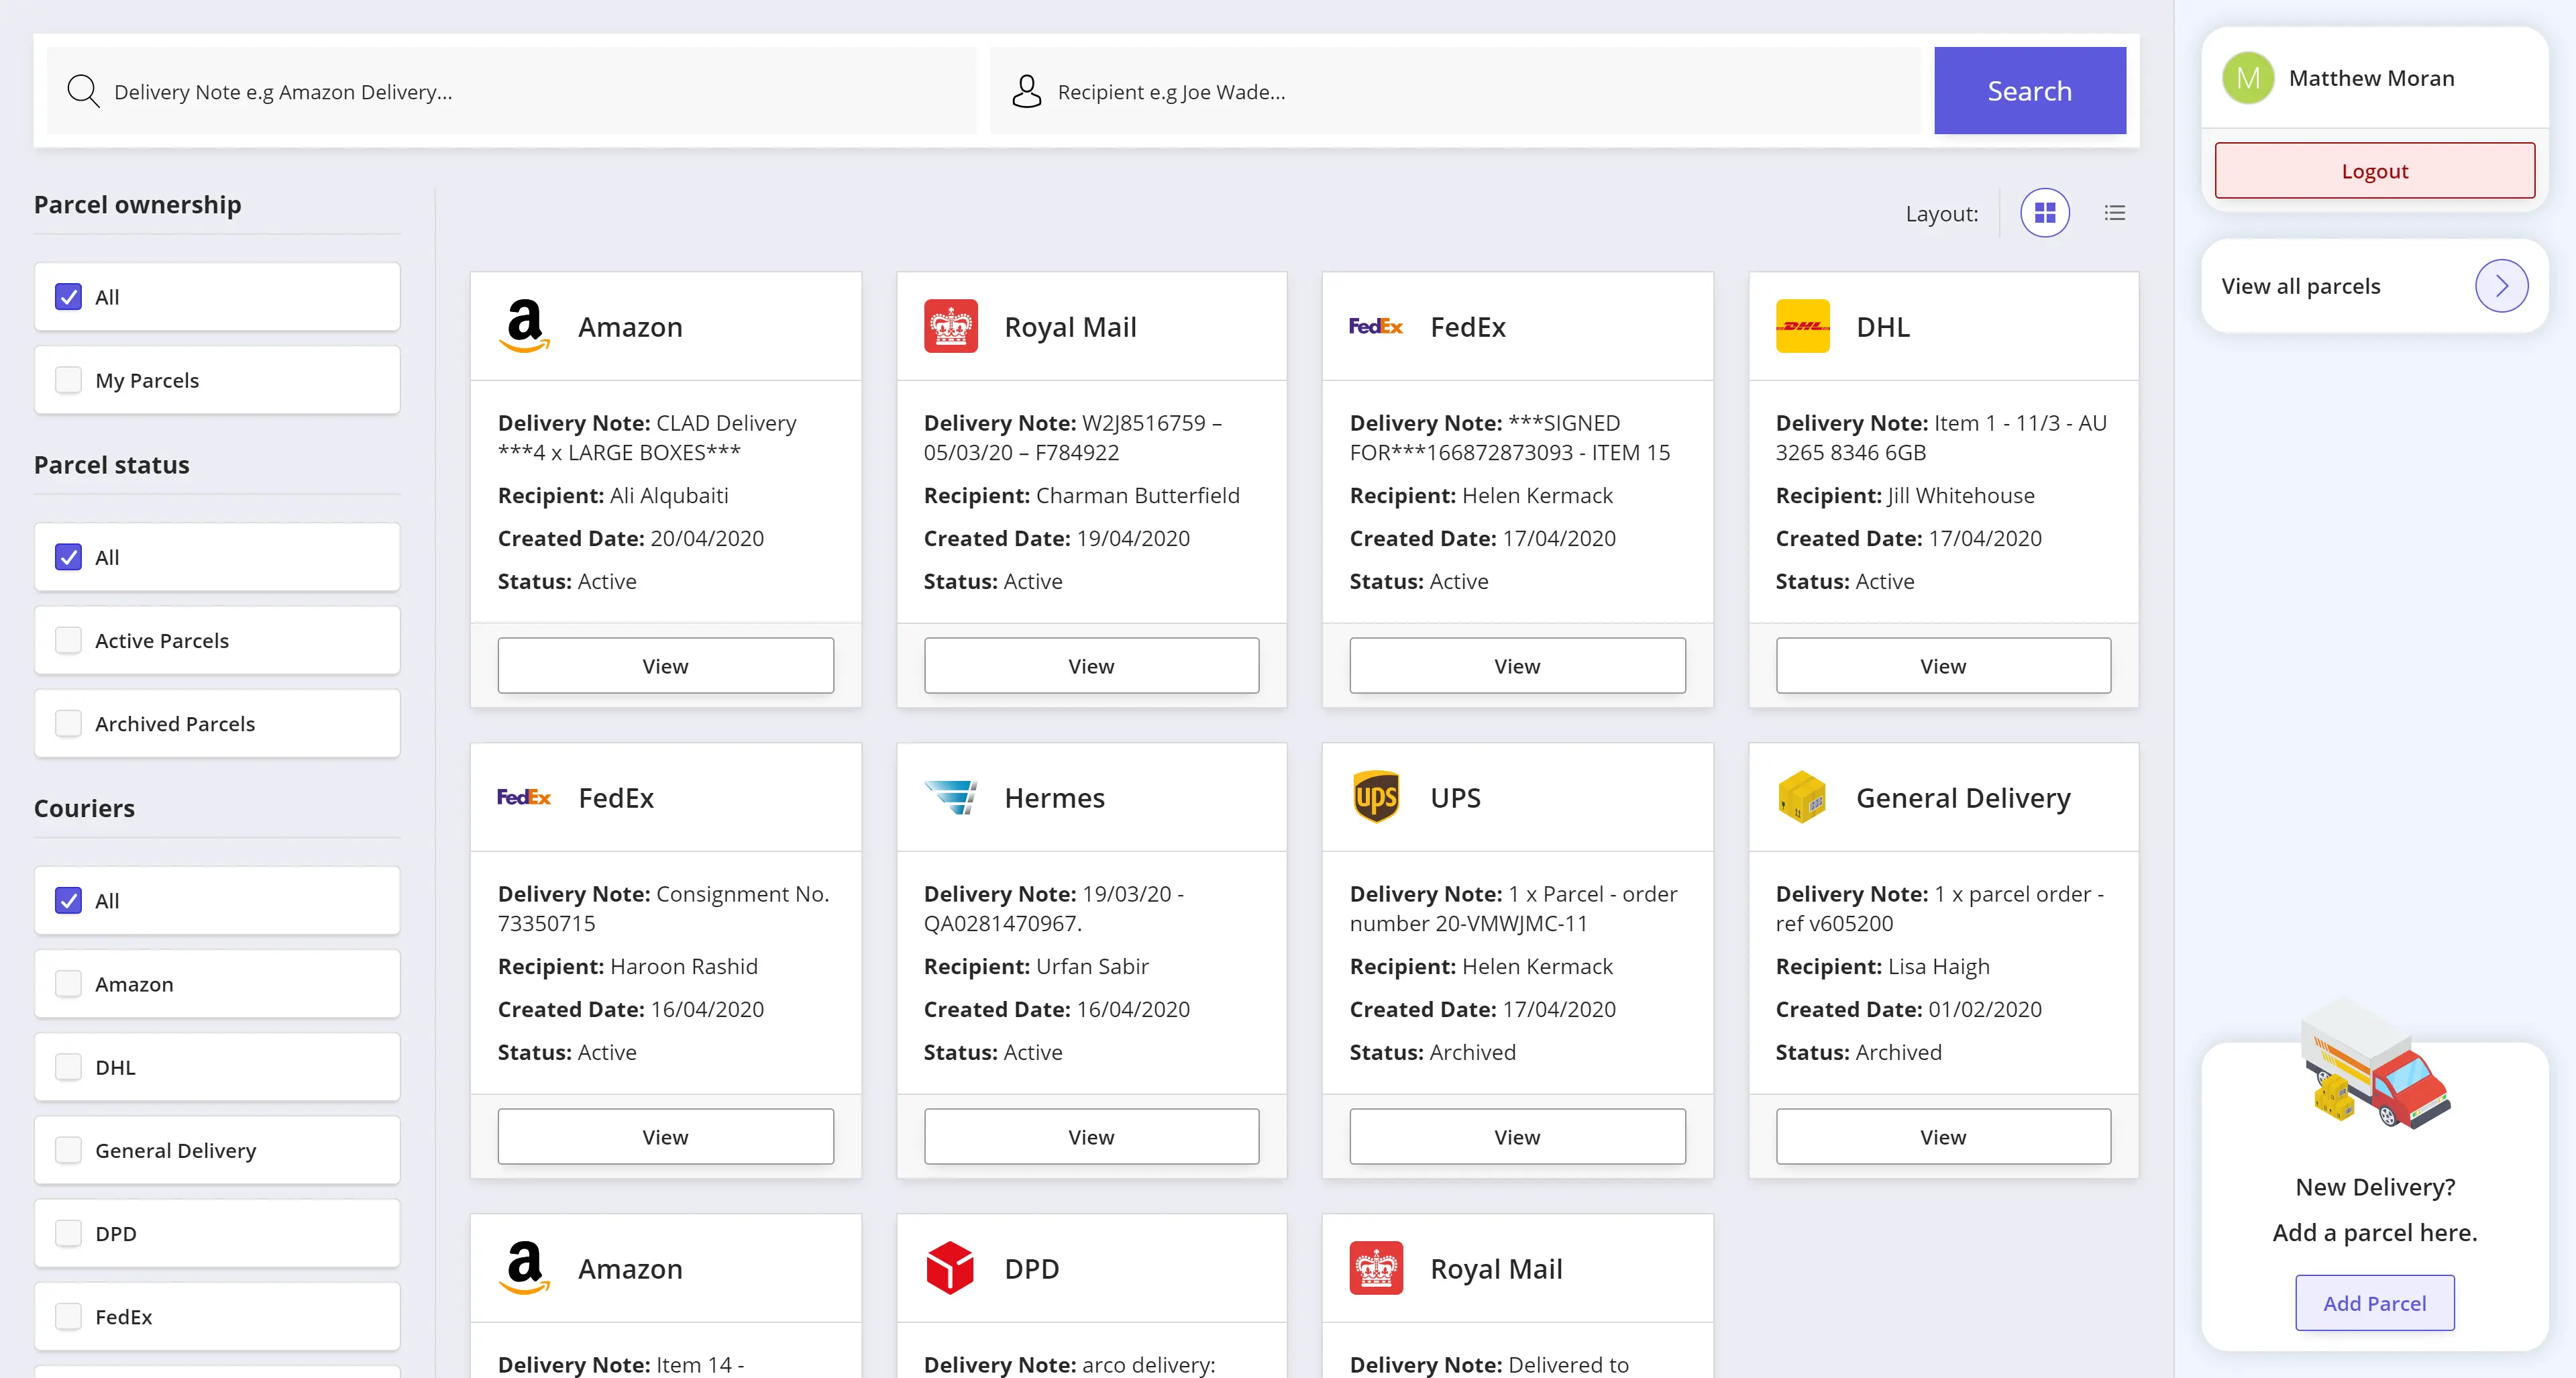 Delivery Note e.g Amazon Delivery...
Recipient e.g Joe Wade...
Search
M
Matthew Moran
Logout
View all parcels
Parcel ownership
All
My Parcels
Parcel status
All
Active Parcels
Archived Parcels
Couriers
All
Amazon
DHL
General Delivery
DPD
FedEx
Layout:
a
Amazon
Delivery Note: CLAD Delivery
***4 x LARGE BOXES***
Recipient: Ali Alqubaiti
Created Date: 20/04/2020
Status: Active
View
Royal Mail
Delivery Note: W2J8516759 –
05/03/20 – F784922
Recipient: Charman Butterfield
Created Date: 19/04/2020
Status: Active
View
FedEx
FedEx
Delivery Note: ***SIGNED
FOR***166872873093 - ITEM 15
Recipient: Helen Kermack
Created Date: 17/04/2020
Status: Active
View
DHL
DHL
Delivery Note: Item 1 - 11/3 - AU
3265 8346 6GB
Recipient: Jill Whitehouse
Created Date: 17/04/2020
Status: Active
View
FedEx
FedEx
Delivery Note: Consignment No.
73350715
Recipient: Haroon Rashid
Created Date: 16/04/2020
Status: Active
View
Hermes
Delivery Note: 19/03/20 -
QA0281470967.
Recipient: Urfan Sabir
Created Date: 16/04/2020
Status: Active
View
ups
UPS
Delivery Note: 1 x Parcel - order
number 20-VMWJMC-11
Recipient: Helen Kermack
Created Date: 17/04/2020
Status: Archived
View
General Delivery
Delivery Note: 1 x parcel order -
ref v605200
Recipient: Lisa Haigh
Created Date: 01/02/2020
Status: Archived
View
a
Amazon
Delivery Note: Item 14 -
DPD
Delivery Note: arco delivery:
Royal Mail
Delivery Note: Delivered to
New Delivery?
Add a parcel here.
Add Parcel